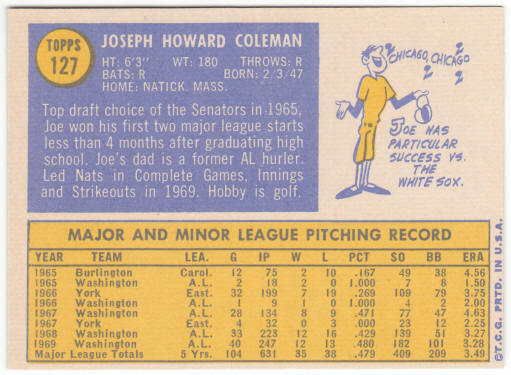 TOPPS
127
JOSEPH HOWARD COLEMAN
HT: 6'3" WT: 180 THROWS: R
BATS: R BORN: 2/3/47
HOME: NATICK, MASS.
Top draft choice of the Senators in 1965,
Joe won his first two major league starts
less than 4 months after graduating high
school. Joe's dad is a former AL hurler.
Led Nats in Complete Games, Innings
and Strikeouts in 1969. Hobby is golf.
CHICAGO, CHICAGO
JOE HAS
PARTICULAR
SUCCESS VS.
THE
WHITE SOX.
MAJOR AND MINOR LEAGUE PITCHING RECORD
YEAR TEAM LEA. G IP W L PCT SO BB ERA
1965 Burlington Carol. 12 75 2 10 .167 49 38 4.56
1965 Washington A.L. 2 18 2 0 1.000 7 8 1.50
1966 York East. 32 199 7 19 .269 109 79 3.75
1966 Washington A.L. 1 9 1 0 1.000 4 2 2.00
1967 Washington A.L. 28 134 8 9 .471 77 47 4.63
1967 York East. 4 32 0 3 .000 23 12 2.25
1968 Washington A.L. 33 223 12 16 .429 139 51 3.27
1969 Washington A.L. 40 247 12 13 .480 182 101 3.28
Major League Totals 5 Yrs. 104 631 35 38 .479 409 209 3.49
©T.C.G. PRTD. IN U.S.A.